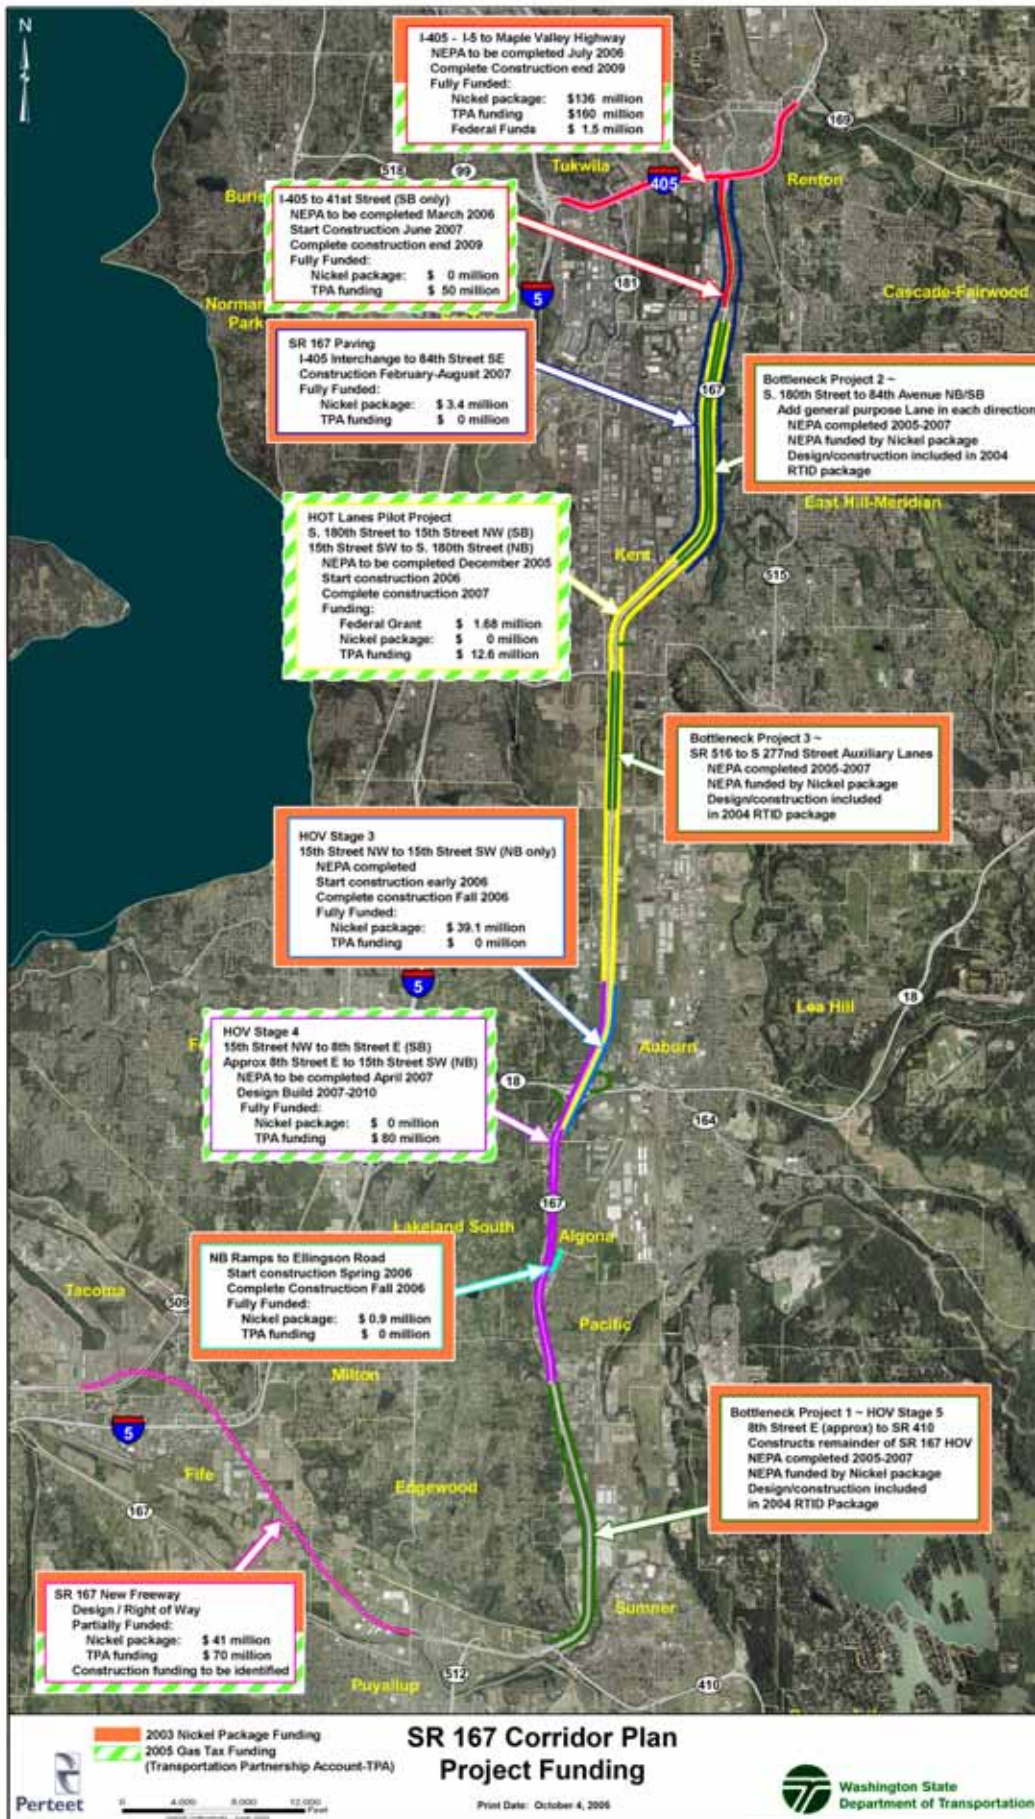 N
I-405 - I-5 to Maple Valley Highway
NEPA to be completed July 2006
Complete Construction end 2009
Fully Funded:
Nickel package: $136 million
TPA funding $160 million
Federal Funds $ 1.5 million
169
518
99
Tukwila
405
Renton
Burie
I-405 to 41st Street (SB only)
NEPA to be completed March 2006
Start Construction June 2007
Complete construction end 2009
Fully Funded:
Nickel package: $ 0 million
TPA funding $ 50 million
181
5
Cascade-Fairwood
Norman
Park
SR 167 Paving
I-405 Interchange to 84th Street SE
Construction February-August 2007
Fully Funded:
Nickel package: $ 3.4 million
TPA funding $ 0 million
167
Bottleneck Project 2 ~
S. 180th Street to 84th Avenue NB/SB
Add general purpose Lane in each direction
NEPA completed 2005-2007
NEPA funded by Nickel package
Design/construction included in 2004
RTID package
East Hill-Meridian
HOT Lanes Pilot Project
S. 180th Street to 15th Street NW (SB)
15th Street SW to S. 180th Street (NB)
NEPA to be completed December 2005
Start construction 2006
Complete construction 2007
Funding:
Federal Grant $ 1.68 million
Nickel package: $ 0 million
TPA funding $ 12.6 million
Kent
515
Bottleneck Project 3 ~
SR 516 to S 277nd Street Auxiliary Lanes
NEPA completed 2005-2007
NEPA funded by Nickel package
Design/construction included
in 2004 RTID package
HOV Stage 3
15th Street NW to 15th Street SW (NB only)
NEPA completed
Start construction early 2006
Complete construction Fall 2006
Fully Funded:
Nickel package: $ 39.1 million
TPA funding $ 0 million
5
Lea Hill
18
HOV Stage 4
15th Street NW to 8th Street E (SB)
Approx 8th Street E to 15th Street SW (NB)
NEPA to be completed April 2007
Design Build 2007-2010
Fully Funded:
Nickel package: $ 0 million
TPA funding $ 80 million
Auburn
18
164
167
Lakeland South
Algona
NB Ramps to Ellingson Road
Start construction Spring 2006
Complete Construction Fall 2006
Fully Funded:
Nickel package: $ 0.9 million
TPA funding $ 0 million
Tacoma
509
Pacific
Milton
5
Bottleneck Project 1 ~ HOV Stage 5
8th Street E (approx) to SR 410
Constructs remainder of SR 167 HOV
NEPA completed 2005-2007
NEPA funded by Nickel package
Design/construction included
in 2004 RTID Package
Fife
Edgewood
167
SR 167 New Freeway
Design / Right of Way
Partially Funded:
Nickel package: $ 41 million
TPA funding $ 70 million
Construction funding to be identified
Sumner
512
Puyallup
410
2003 Nickel Package Funding
2005 Gas Tax Funding
(Transportation Partnership Account-TPA)
SR 167 Corridor Plan
Project Funding
Perteet
0 4,000 8,000 12,000
Feet
Print Date: October 4, 2005
Washington State
Department of Transportation